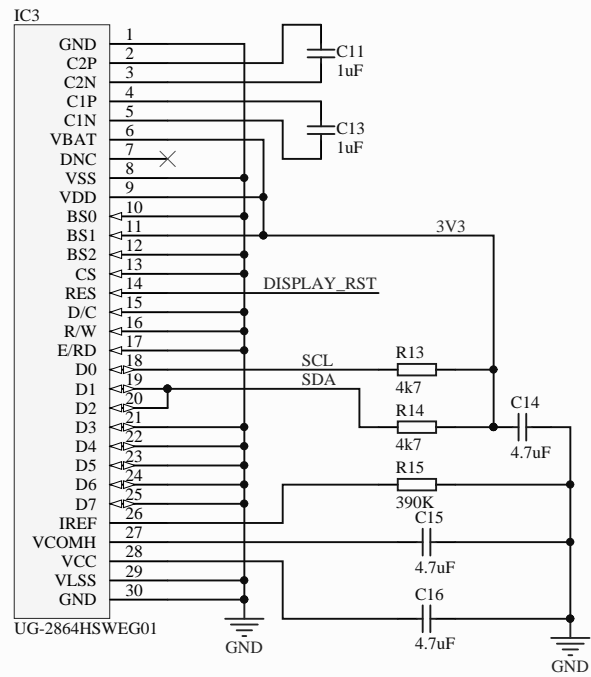 IC3
GND 1
C2P 2
C2N 3
C1P 4
C1N 5
VBAT 6
DNC 7
VSS 8
VDD 9
BS0 10
BS1 11
BS2 12
CS 13
RES 14
D/C 15
R/W 16
E/RD 17
D0 18
D1 19
D2 20
D3 21
D4 22
D5 23
D6 24
D7 25
IREF 26
VCOMH 27
VCC 28
VLSS 29
GND 30
UG-2864HSWEG01
C11
1uF
C13
1uF
3V3
DISPLAY_RST
SCL
SDA
R13
4k7
R14
4k7
C14
4.7uF
R15
390K
C15
4.7uF
C16
4.7uF
GND
GND